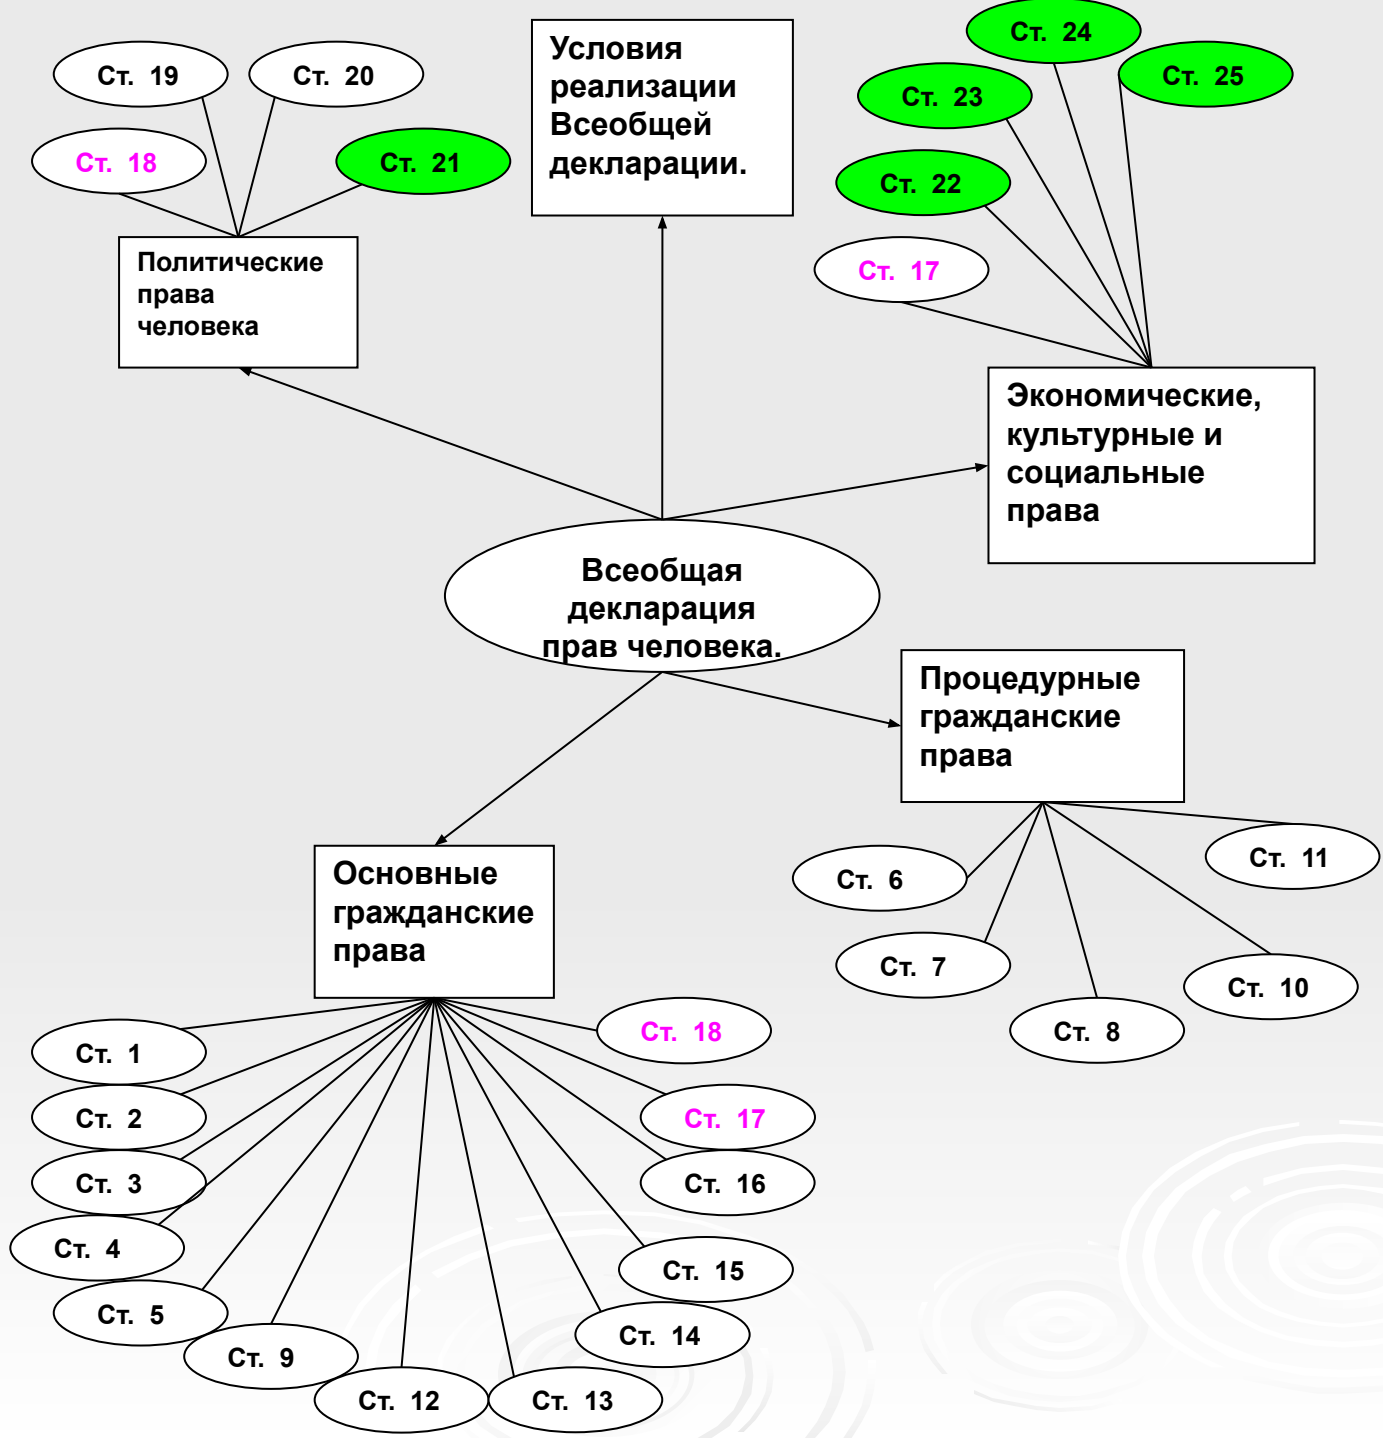 Ст. 19
Ст. 20
Ст. 18
Ст. 21
Политические
права
человека
Условия
реализации
Всеобщей
декларации.
Ст. 24
Ст. 25
Ст. 23
Ст. 22
Ст. 17
Экономические,
культурные и
социальные
права
Всеобщая
декларация
прав человека.
Процедурные
гражданские
права
Ст. 11
Ст. 6
Ст. 7
Ст. 10
Ст. 8
Основные
гражданские
права
Ст. 18
Ст. 1
Ст. 2
Ст. 17
Ст. 3
Ст. 16
Ст. 4
Ст. 15
Ст. 5
Ст. 14
Ст. 9
Ст. 12
Ст. 13